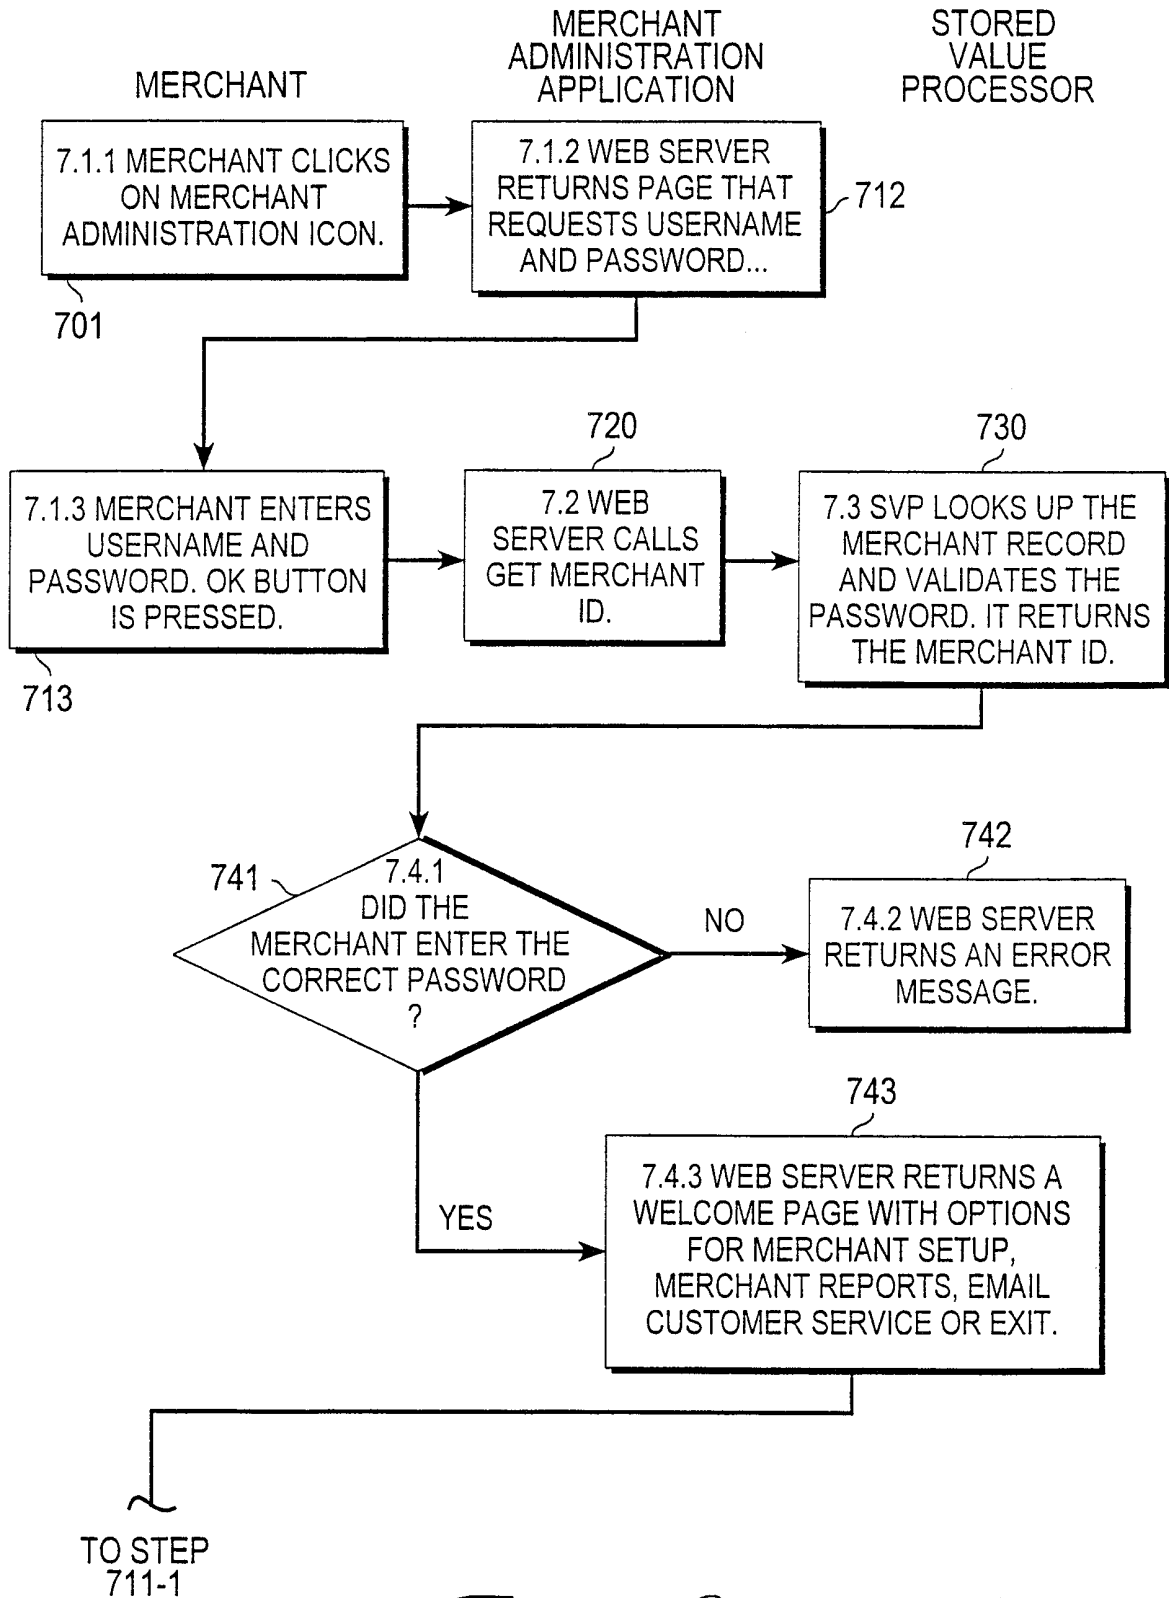 MERCHANT
MERCHANT
ADMINISTRATION
APPLICATION
STORED
VALUE
PROCESSOR
7.1.1 MERCHANT CLICKS
ON MERCHANT
ADMINISTRATION ICON.
701
7.1.2 WEB SERVER
RETURNS PAGE THAT
REQUESTS USERNAME
AND PASSWORD...
712
7.1.3 MERCHANT ENTERS
USERNAME AND
PASSWORD. OK BUTTON
IS PRESSED.
713
720
7.2 WEB
SERVER CALLS
GET MERCHANT
ID.
730
7.3 SVP LOOKS UP THE
MERCHANT RECORD
AND VALIDATES THE
PASSWORD. IT RETURNS
THE MERCHANT ID.
741
7.4.1
DID THE
MERCHANT ENTER THE
CORRECT PASSWORD
?
NO
742
7.4.2 WEB SERVER
RETURNS AN ERROR
MESSAGE.
YES
743
7.4.3 WEB SERVER RETURNS A
WELCOME PAGE WITH OPTIONS
FOR MERCHANT SETUP,
MERCHANT REPORTS, EMAIL
CUSTOMER SERVICE OR EXIT.
TO STEP
711-1